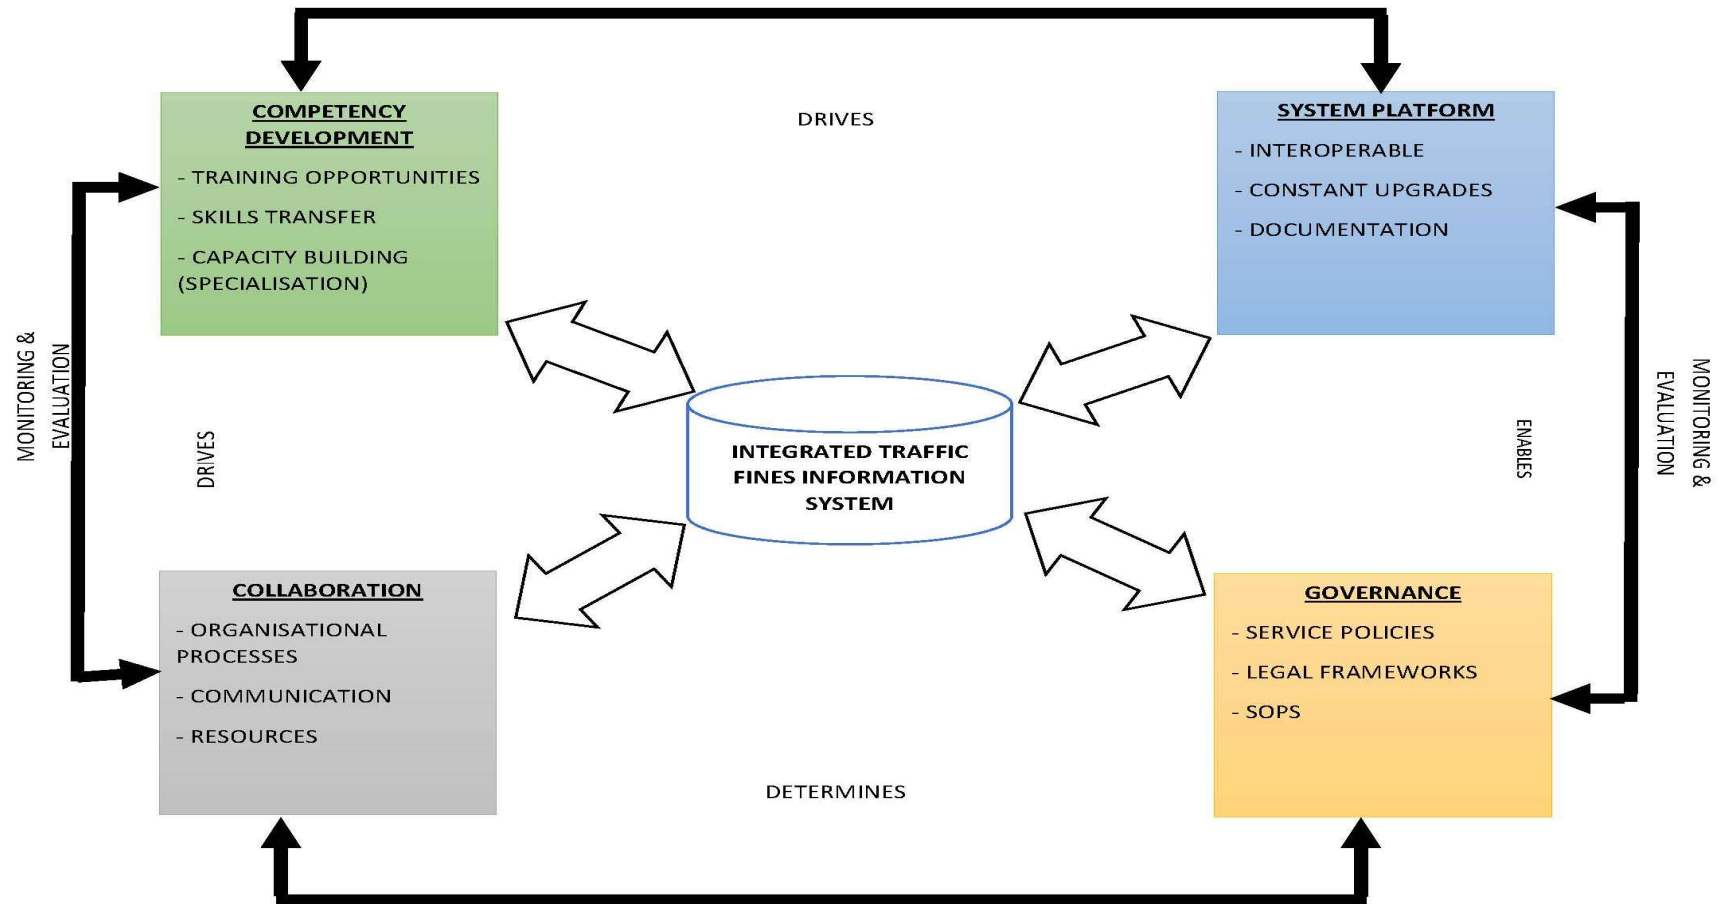 COMPETENCY
DEVELOPMENT
- TRAINING OPPORTUNITIES
- SKILLS TRANSFER
- CAPACITY BUILDING
(SPECIALISATION)
DRIVES
SYSTEM PLATFORM
- INTEROPERABLE
- CONSTANT UPGRADES
- DOCUMENTATION
MONITORING &
EVALUATION
DRIVES
INTEGRATED TRAFFIC
FINES INFORMATION
SYSTEM
ENABLES
MONITORING &
EVALUATION
COLLABORATION
- ORGANISATIONAL
PROCESSES
- COMMUNICATION
- RESOURCES
DETERMINES
GOVERNANCE
- SERVICE POLICIES
- LEGAL FRAMEWORKS
- SOPS